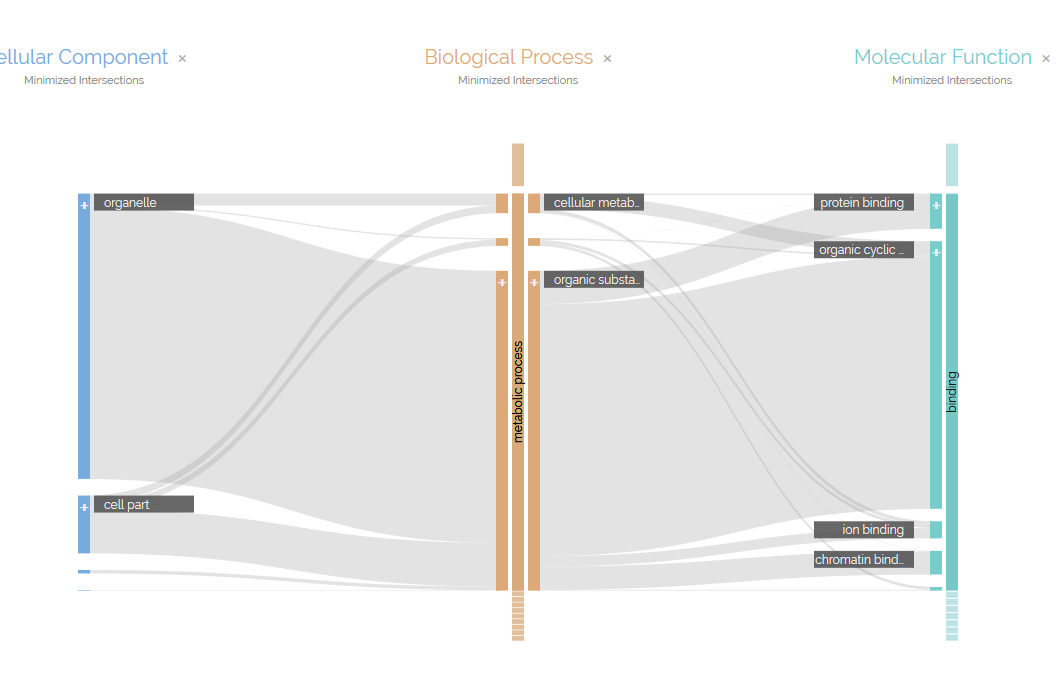 ellular Component ×
Biological Process ×
Molecular Function ×
Minimized Intersections
Minimized Intersections
Minimized Intersections
organelle
cellular metab..
protein binding
organic cyclic ..
organic substa..
metabolic process
binding
cell part
ion binding
chromatin bind..